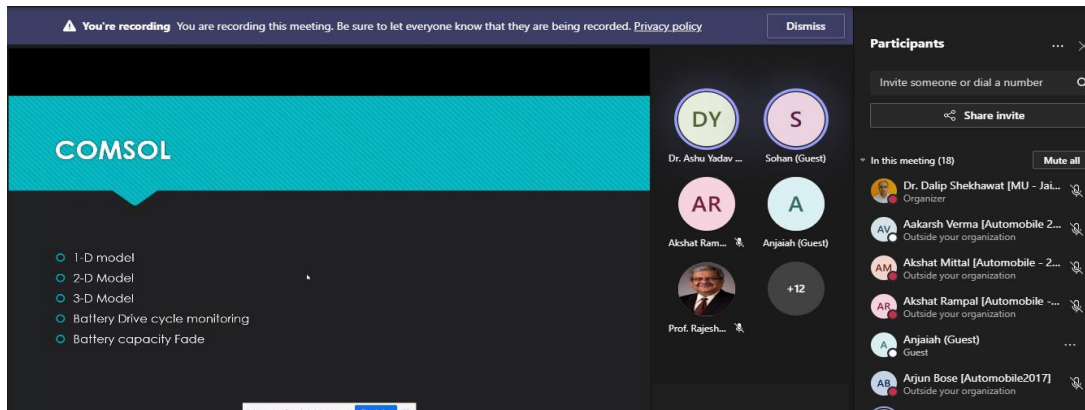 You're recording You are recording this meeting. Be sure to let everyone know that they are being recorded. Privacy policy
Dismiss
COMSOL
1-D model
2-D Model
3-D Model
Battery Drive cycle monitoring
Battery capacity Fade
DY
S
Dr. Ashu Yadav ...
Sohan (Guest)
AR
A
Akshat Ram...
Anjaiah (Guest)
+12
Prof. Rajesh...
Participants
Invite someone or dial a number
Share invite
In this meeting (18)
Mute all
Dr. Dalip Shekhawat [MU - Jai...
Organizer
AV
Aakarsh Verma [Automobile 2...
Outside your organization
AM
Akshat Mittal [Automobile - 2...
Outside your organization
AR
Akshat Rampal [Automobile -...
Outside your organization
A
Anjaiah (Guest)
Guest
AB
Arjun Bose [Automobile2017]
Outside your organization